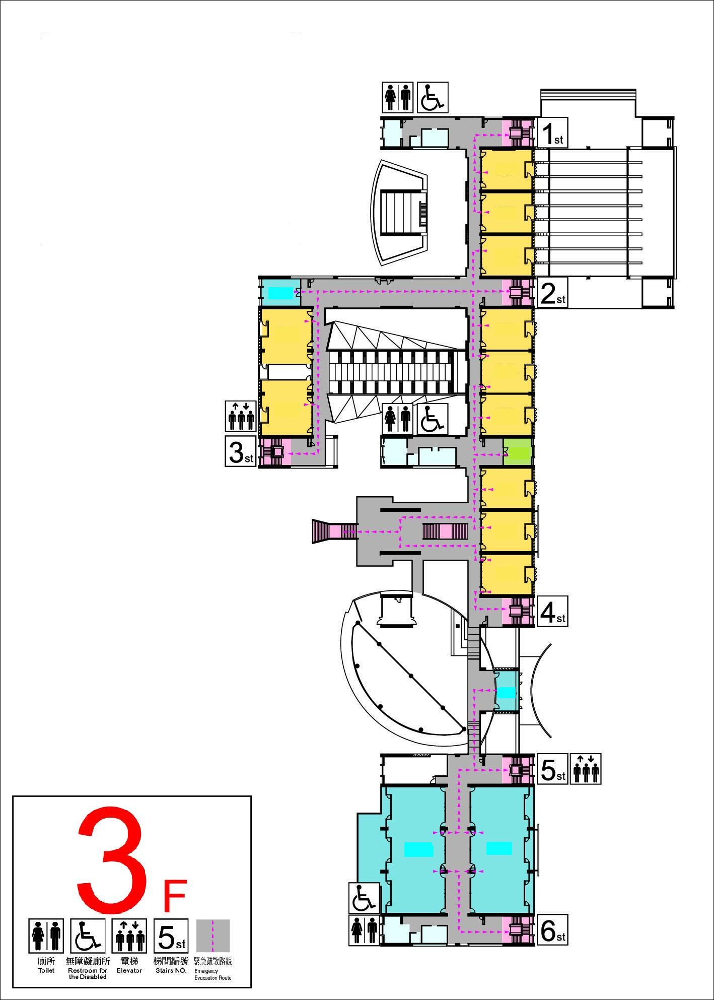 1st
2st
3st
4st
5st
6st
3F
5st
廁所 無障礙廁所 電梯 梯間編號 緊急疏散路線
Toilet Restroom for the Disabled Elevator Stairs NO. Emergency Evacuaton Route